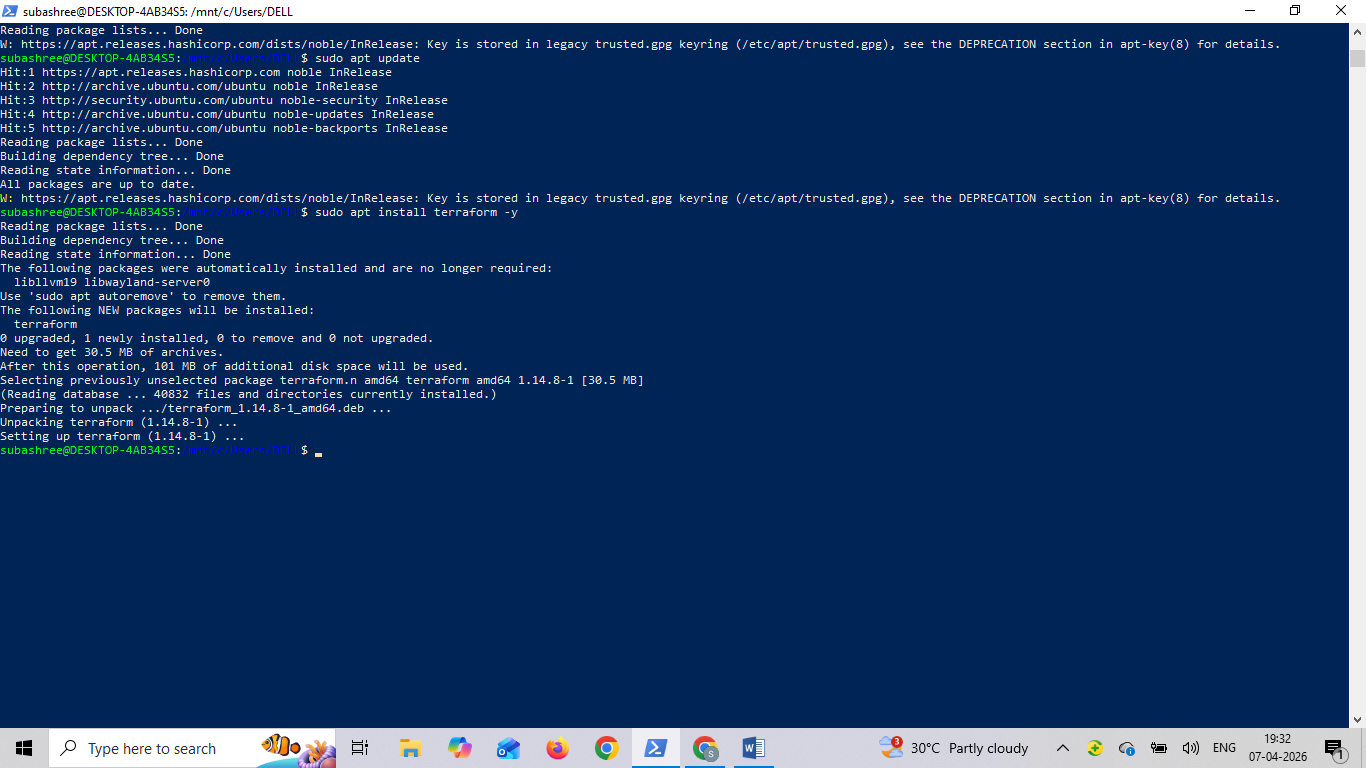 subashree@DESKTOP-4AB34S5: /mnt/c/Users/DELL
Reading package lists... Done
W: https://apt.releases.hashicorp.com/dists/noble/InRelease: Key is stored in legacy trusted.gpg keyring (/etc/apt/trusted.gpg), see the DEPRECATION section in apt-key(8) for details.
subashree@DESKTOP-4AB34S5:/mnt/c/Users/DELL$ sudo apt update
Hit:1 https://apt.releases.hashicorp.com noble InRelease
Hit:2 http://archive.ubuntu.com/ubuntu noble InRelease
Hit:3 http://security.ubuntu.com/ubuntu noble-security InRelease
Hit:4 http://archive.ubuntu.com/ubuntu noble-updates InRelease
Hit:5 http://archive.ubuntu.com/ubuntu noble-backports InRelease
Reading package lists... Done
Building dependency tree... Done
Reading state information... Done
All packages are up to date.
W: https://apt.releases.hashicorp.com/dists/noble/InRelease: Key is stored in legacy trusted.gpg keyring (/etc/apt/trusted.gpg), see the DEPRECATION section in apt-key(8) for details.
subashree@DESKTOP-4AB34S5:/mnt/c/Users/DELL$ sudo apt install terraform -y
Reading package lists... Done
Building dependency tree... Done
Reading state information... Done
The following packages were automatically installed and are no longer required:
  libllvm19 libwayland-server0
Use 'sudo apt autoremove' to remove them.
The following NEW packages will be installed:
  terraform
0 upgraded, 1 newly installed, 0 to remove and 0 not upgraded.
Need to get 30.5 MB of archives.
After this operation, 101 MB of additional disk space will be used.
Selecting previously unselected package terraform.n amd64 terraform amd64 1.14.8-1 [30.5 MB]
(Reading database ... 40832 files and directories currently installed.)
Preparing to unpack .../terraform_1.14.8-1_amd64.deb ...
Unpacking terraform (1.14.8-1) ...
Setting up terraform (1.14.8-1) ...
subashree@DESKTOP-4AB34S5:/mnt/c/Users/DELL$
Type here to search
3
30°C Partly cloudy
ENG
19:32
07-04-2026
1